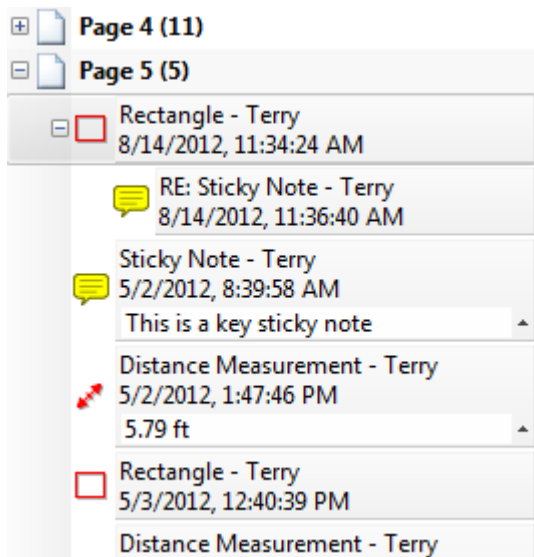 Page 4 (11)
Page 5 (5)
Rectangle - Terry
8/14/2012, 11:34:24 AM
RE: Sticky Note - Terry
8/14/2012, 11:36:40 AM
Sticky Note - Terry
5/2/2012, 8:39:58 AM
This is a key sticky note
Distance Measurement - Terry
5/2/2012, 1:47:46 PM
5.79 ft
Rectangle - Terry
5/3/2012, 12:40:39 PM
Distance Measurement - Terry